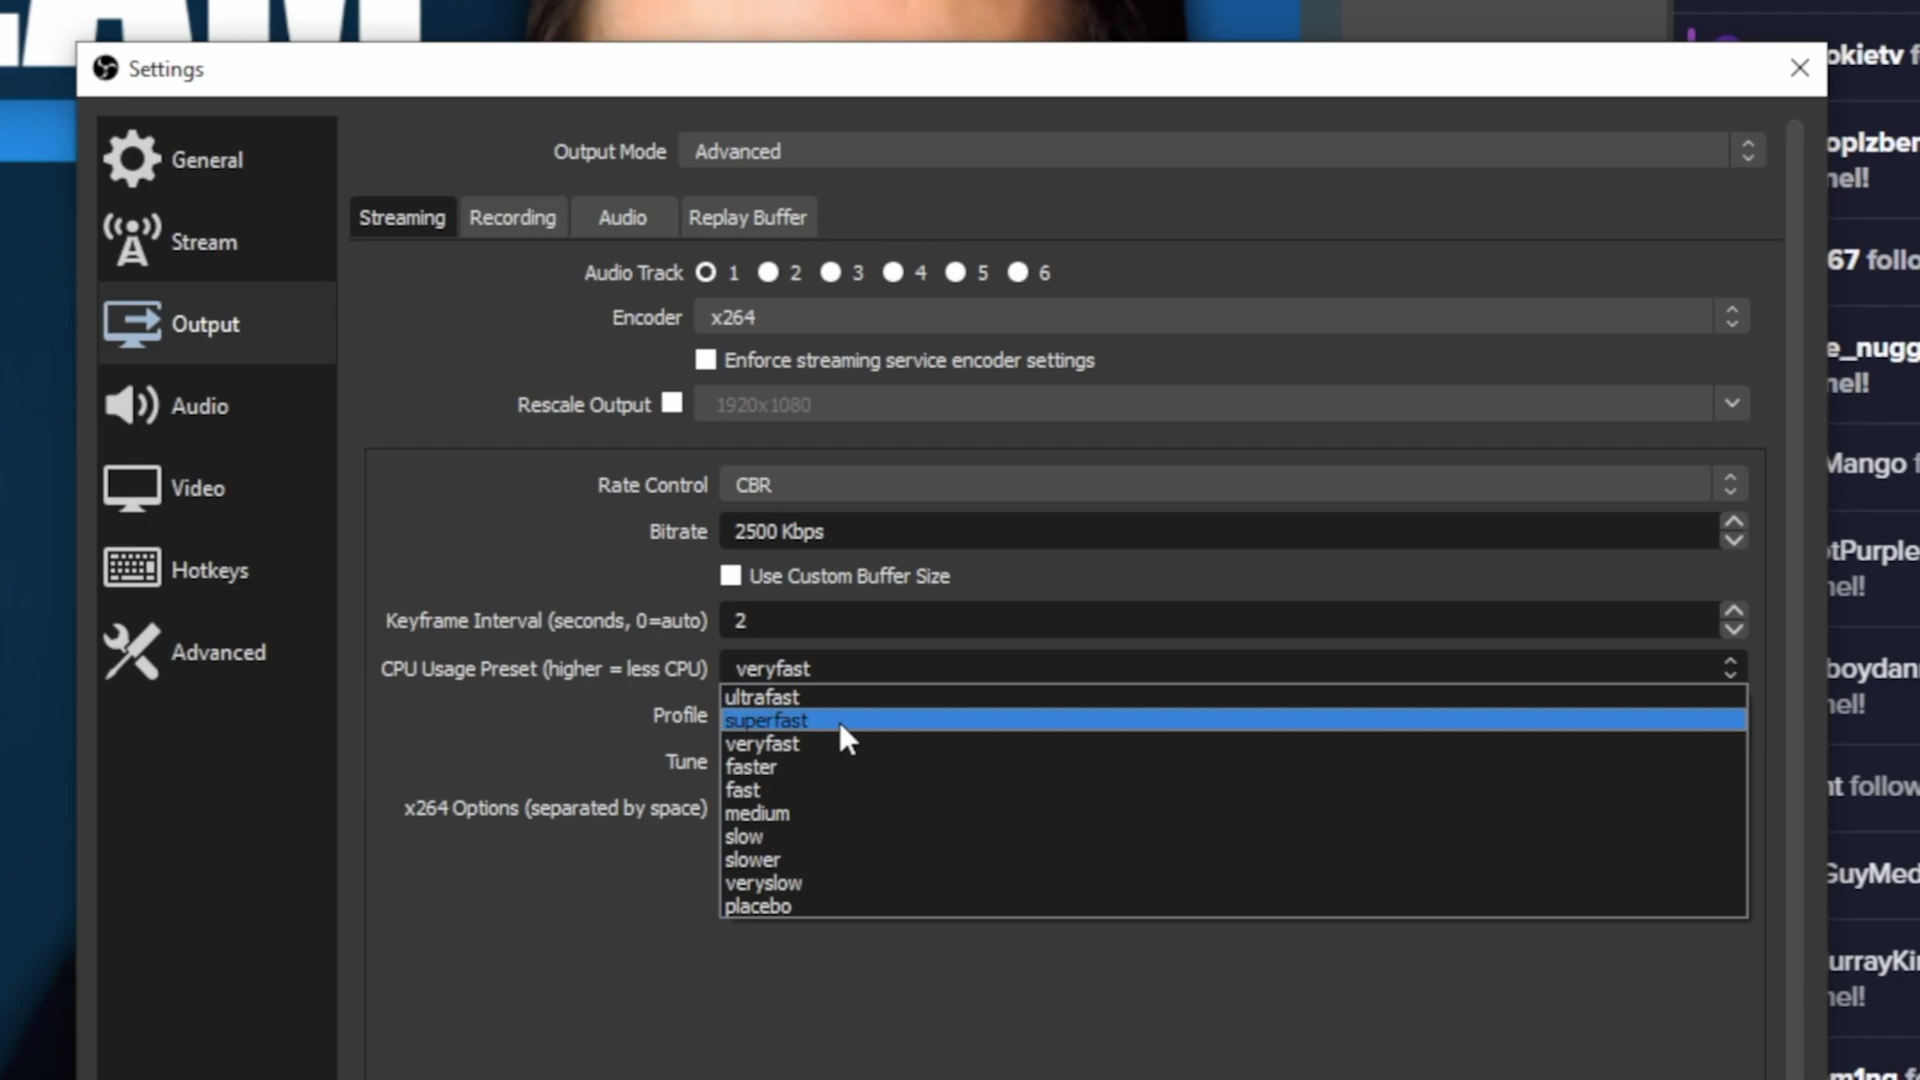 Settings
General
Stream
Output
Audio
Video
Hotkeys
Advanced
Output Mode Advanced
Streaming Recording Audio Replay Buffer
Audio Track 1 2 3 4 5 6
Encoder x264
Enforce streaming service encoder settings
Rescale Output 1920x1080
Rate Control CBR
Bitrate 2500 Kbps
Use Custom Buffer Size
Keyframe Interval (seconds, 0=auto) 2
CPU Usage Preset (higher = less CPU) veryfast
Profile
Tune
x264 Options (separated by space)
ultrafast
superfast
veryfast
faster
fast
medium
slow
slower
veryslow
placebo
okietv f
oplzber
nel!
67 follo
e_nugg
nel!
Mango f
tPurple
nel!
boydan
nel!
nt follow
GuyMed
urrayKi
nel!